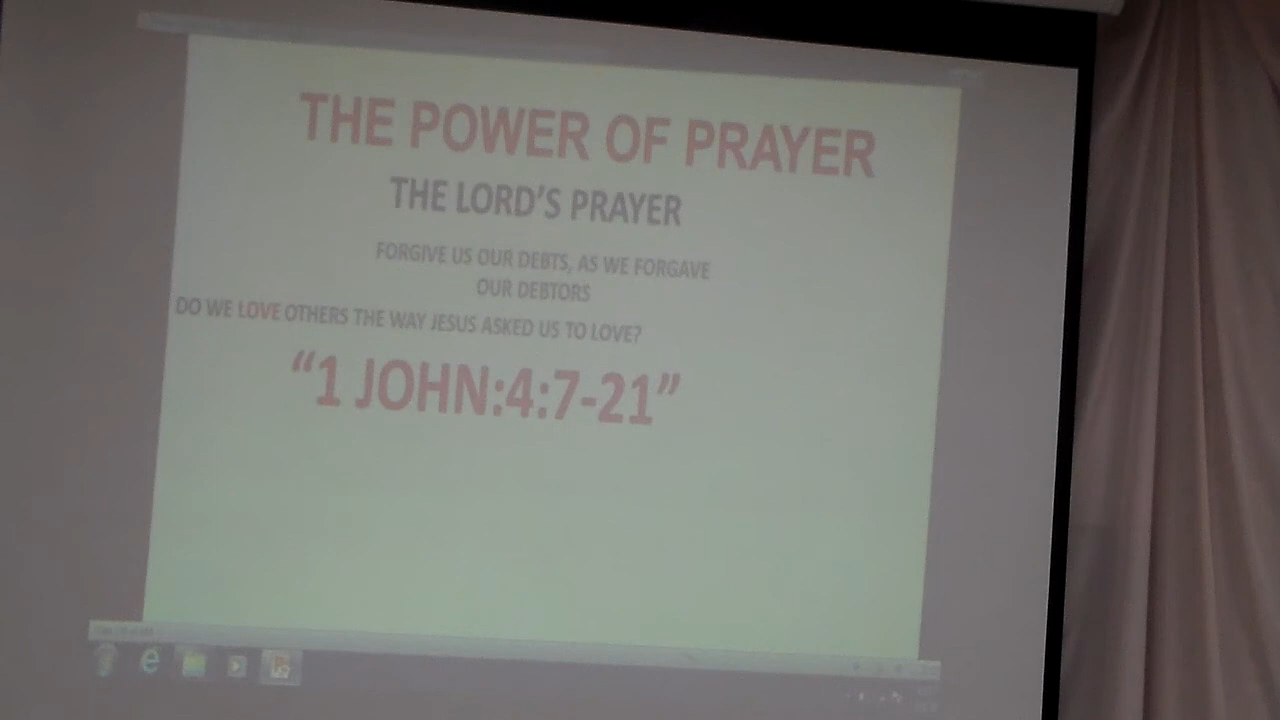 THE POWER OF PRAYER
THE LORD'S PRAYER
FORGIVE US OUR DEBTS, AS WE FORGAVE
OUR DEBTORS
DO WE LOVE OTHERS THE WAY JESUS ASKED US TO LOVE?
“1 JOHN:4:7-21”